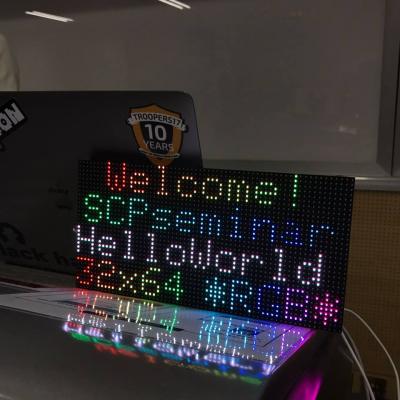 TROOPERS17
10
YEARS
Welcome!
SCPseminar
HelloWorld
32x64 *RGB*